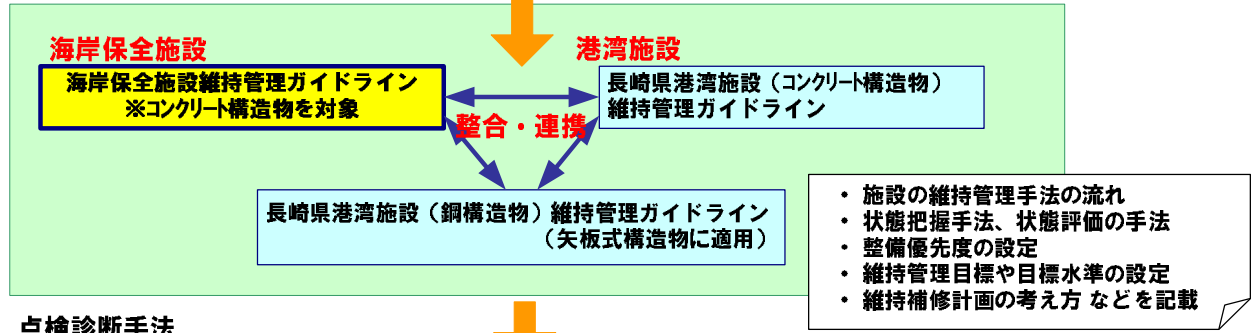 海岸保全施設
港湾施設
海岸保全施設維持管理ガイドライン
※コンクリート構造物を対象
長崎県港湾施設（コンクリート構造物）
維持管理ガイドライン
整合・連携
長崎県港湾施設（鋼構造物）維持管理ガイドライン
（矢板式構造物に適用）
・ 施設の維持管理手法の流れ
・ 状態把握手法、状態評価の手法
・ 整備優先度の設定
・ 維持管理目標や目標水準の設定
・ 維持補修計画の考え方 などを記載
点検診断手法